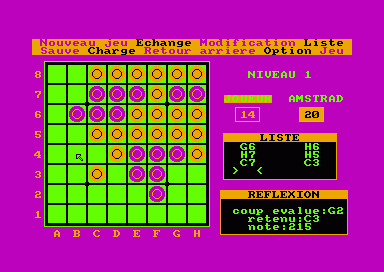 Nouveau jeu Echange Modification Liste
Sauve Charge Retour arriere Option Jeu
8
NIVEAU 1
7
AMSTRAD
6
14 20
5
LISTE
G6 H6
4
H7 H5
C7 C3
3
> <
REFLEXION
2
coup evalue:G2
1
retenu:C3
note:215
A B C D E F G H